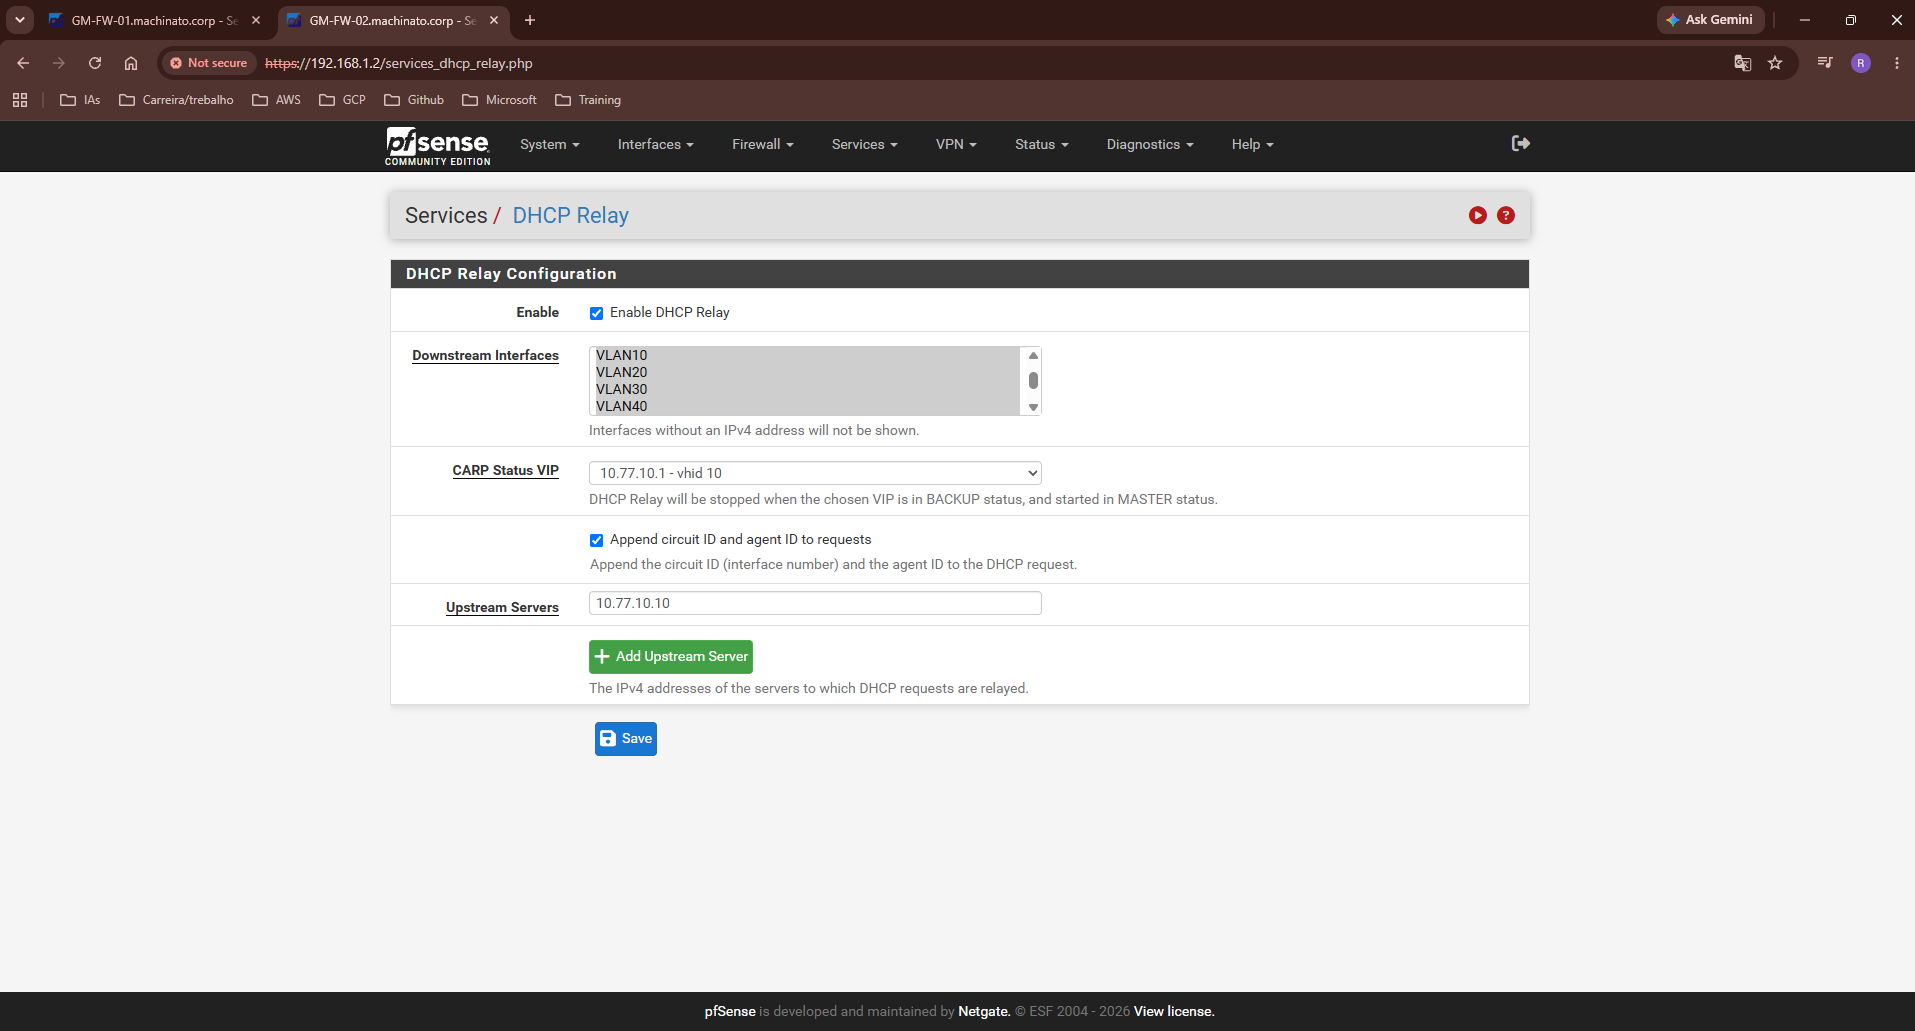 GM-FW-01.machinato.corp - Se
GM-FW-02.machinato.corp - Se
Ask Gemini
Not secure
https://192.168.1.2/services_dhcp_relay.php
R
IAs
Carreira/trebalho
AWS
GCP
Github
Microsoft
Training
pfsense
COMMUNITY EDITION
System
Interfaces
Firewall
Services
VPN
Status
Diagnostics
Help
Services / DHCP Relay
?
DHCP Relay Configuration
Enable
Enable DHCP Relay
Downstream Interfaces
VLAN10
VLAN20
VLAN30
VLAN40
Interfaces without an IPv4 address will not be shown.
CARP Status VIP
10.77.10.1 - vhid 10
DHCP Relay will be stopped when the chosen VIP is in BACKUP status, and started in MASTER status.
Append circuit ID and agent ID to requests
Append the circuit ID (interface number) and the agent ID to the DHCP request.
Upstream Servers
10.77.10.10
Add Upstream Server
The IPv4 addresses of the servers to which DHCP requests are relayed.
Save
pfSense is developed and maintained by Netgate. © ESF 2004 - 2026 View license.